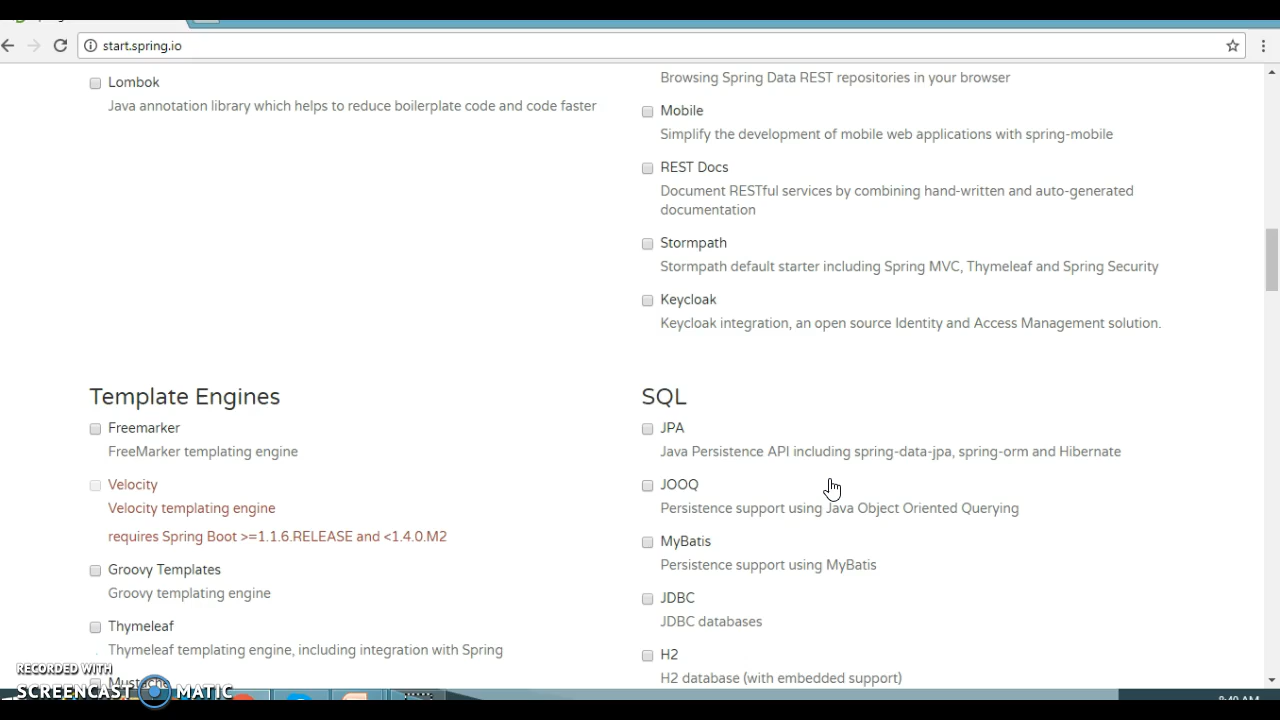 start.spring.io
Lombok
Java annotation library which helps to reduce boilerplate code and code faster
Browsing Spring Data REST repositories in your browser
Mobile
Simplify the development of mobile web applications with spring-mobile
REST Docs
Document RESTful services by combining hand-written and auto-generated
documentation
Stormpath
Stormpath default starter including Spring MVC, Thymeleaf and Spring Security
Keycloak
Keycloak integration, an open source Identity and Access Management solution.
Template Engines
Freemarker
FreeMarker templating engine
Velocity
Velocity templating engine
requires Spring Boot >=1.1.6.RELEASE and <1.4.0.M2
Groovy Templates
Groovy templating engine
Thymeleaf
Thymeleaf templating engine, including integration with Spring
Mustache
SQL
JPA
Java Persistence API including spring-data-jpa, spring-orm and Hibernate
JOOQ
Persistence support using Java Object Oriented Querying
MyBatis
Persistence support using MyBatis
JDBC
JDBC databases
H2
H2 database (with embedded support)
RECORDED WITH
SCREENCAST MATIC